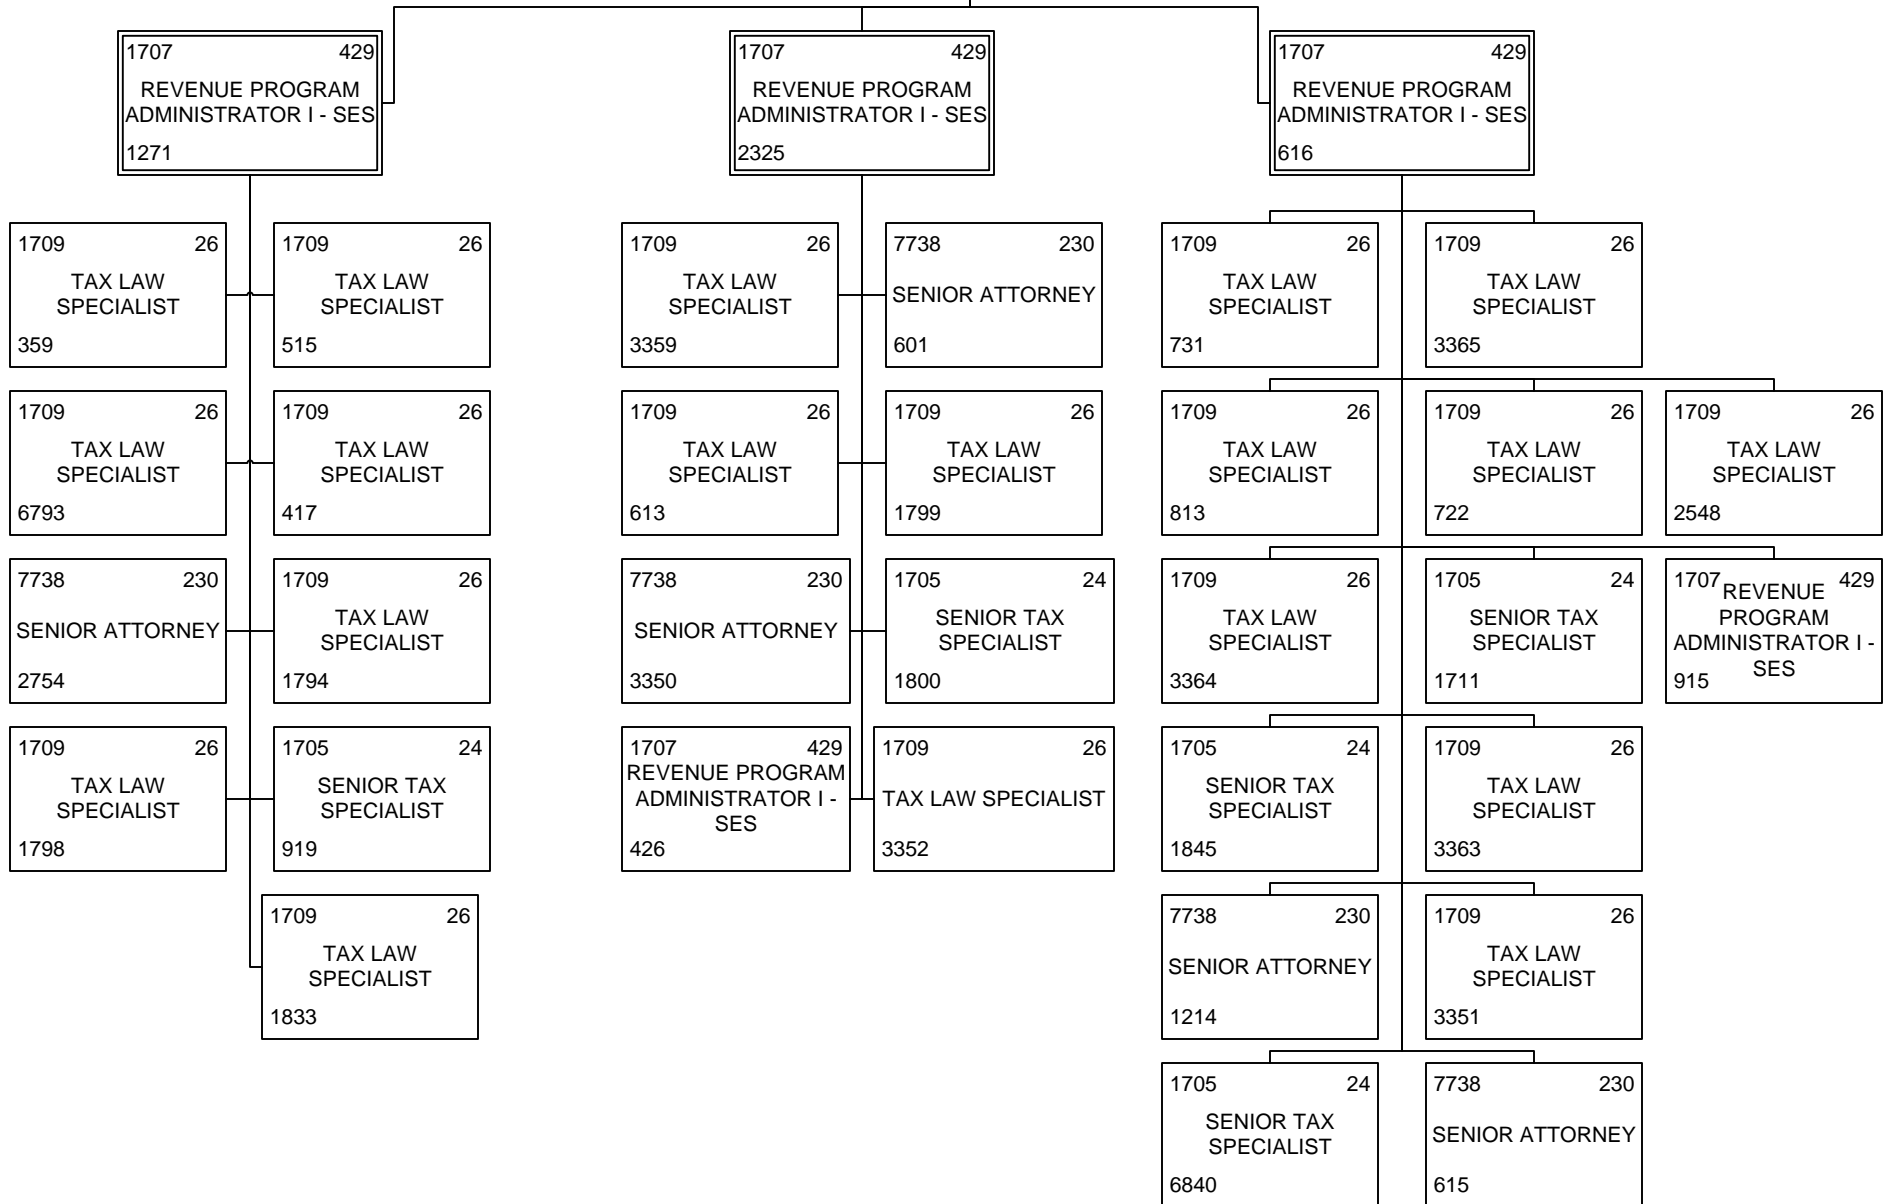 1707 429
REVENUE PROGRAM
ADMINISTRATOR I - SES
1271
1707 429
REVENUE PROGRAM
ADMINISTRATOR I - SES
2325
1707 429
REVENUE PROGRAM
ADMINISTRATOR I - SES
616
1709 26
TAX LAW
SPECIALIST
359
1709 26
TAX LAW
SPECIALIST
515
1709 26
TAX LAW
SPECIALIST
6793
1709 26
TAX LAW
SPECIALIST
417
7738 230
SENIOR ATTORNEY
2754
1709 26
TAX LAW
SPECIALIST
1794
1709 26
TAX LAW
SPECIALIST
1798
1705 24
SENIOR TAX
SPECIALIST
919
1709 26
TAX LAW
SPECIALIST
1833
1709 26
TAX LAW
SPECIALIST
3359
7738 230
SENIOR ATTORNEY
601
1709 26
TAX LAW
SPECIALIST
613
1709 26
TAX LAW
SPECIALIST
1799
7738 230
SENIOR ATTORNEY
3350
1705 24
SENIOR TAX
SPECIALIST
1800
1707 429
REVENUE PROGRAM
ADMINISTRATOR I -
SES
426
1709 26
TAX LAW SPECIALIST
3352
1709 26
TAX LAW
SPECIALIST
731
1709 26
TAX LAW
SPECIALIST
3365
1709 26
TAX LAW
SPECIALIST
813
1709 26
TAX LAW
SPECIALIST
722
1709 26
TAX LAW
SPECIALIST
2548
1709 26
TAX LAW
SPECIALIST
3364
1705 24
SENIOR TAX
SPECIALIST
1711
1707 429
REVENUE
PROGRAM
ADMINISTRATOR I -
SES
915
1705 24
SENIOR TAX
SPECIALIST
1845
1709 26
TAX LAW
SPECIALIST
3363
7738 230
SENIOR ATTORNEY
1214
1709 26
TAX LAW
SPECIALIST
3351
1705 24
SENIOR TAX
SPECIALIST
6840
7738 230
SENIOR ATTORNEY
615